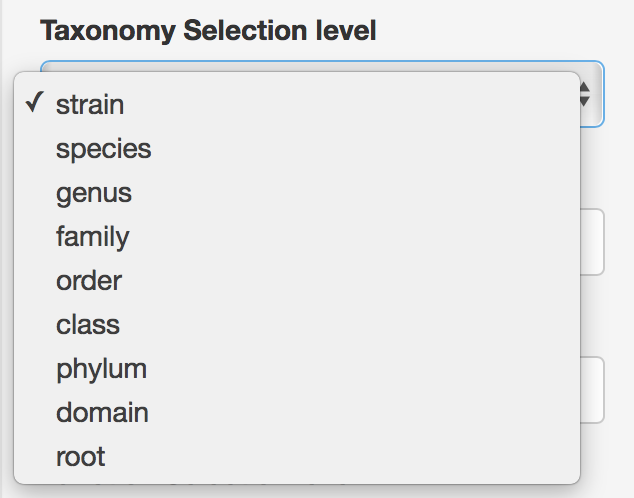 Taxonomy Selection level
✓ strain
species
genus
family
order
class
phylum
domain
root